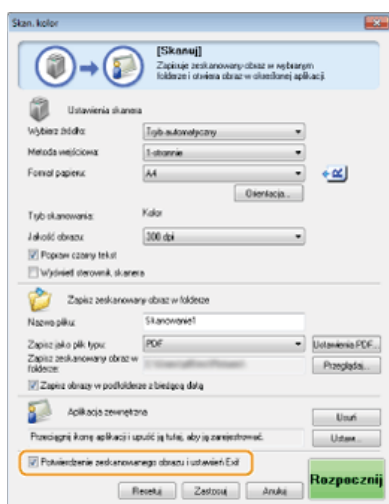 Skan. kolor
[Skanuj]
Zapisuje zeskanowany obraz w wybranym
folderze i otwiera obraz w określonej aplikacji.
Ustawienia skanera
Wybierz źródło: Tryb automatyczny
Metoda wejściowa: 1-stronnie
Format papieru: A4
Orientacja...
Tryb skanowania: Kolor
Jakość obrazu: 300 dpi
Popraw czarny tekst
Wyświetl sterownik skanera
Zapisz zeskanowany obraz w folderze
Nazwa pliku: Skanowanie1
Zapisz jako plik typu: PDF Ustawienia PDF...
Zapisz zeskanowany obraz w
folderze: Przeglądaj...
Zapisz obrazy w podfolderze z bieżącą datą
Aplikacja zewnętrzna Usuń
Przeciągnij ikonę aplikacji i upuść ją tutaj, aby ją zarejestrować. Ustaw...
Potwierdzenie zeskanowanego obrazu i ustawień Exif
Resetuj Zastosuj Anuluj Rozpocznij